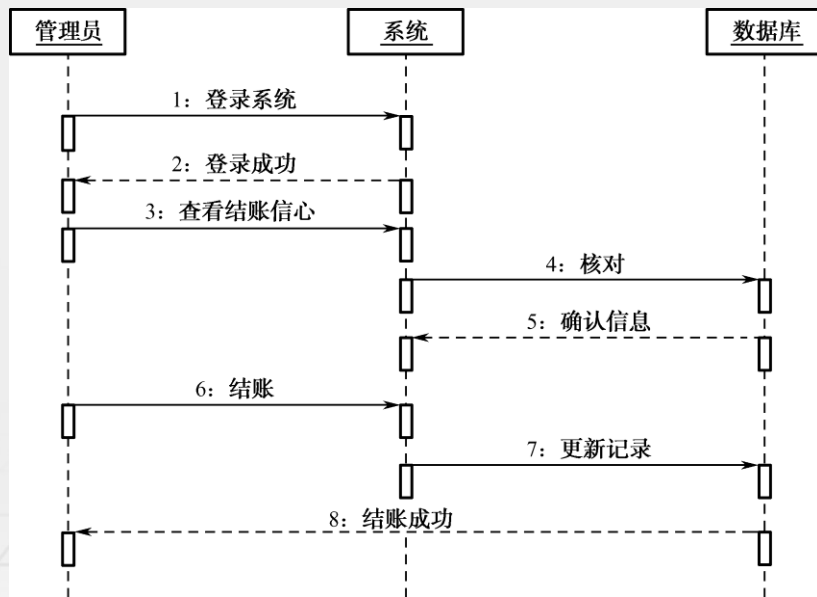 管理员
系统
数据库
1：登录系统
2：登录成功
3：查看结账信心
4：核对
5：确认信息
6：结账
7：更新记录
8：结账成功